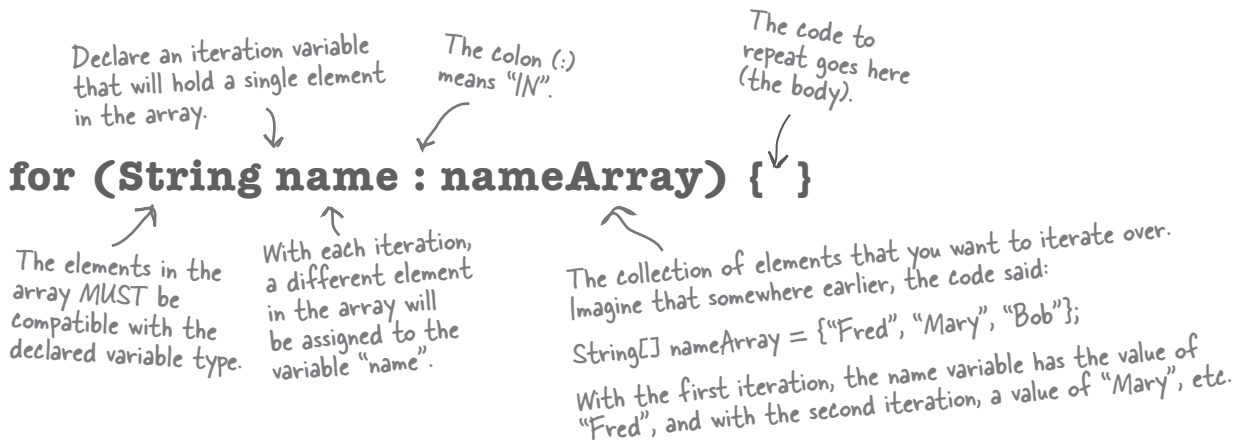 Declare an iteration variable
that will hold a single element
in the array.
The colon (:)
means “IN”.
The code to
repeat goes here
(the body).
for (String name : nameArray) { }
The elements in the
array MUST be
compatible with the
declared variable type.
With each iteration,
a different element
in the array will
be assigned to the
variable “name”.
The collection of elements that you want to iterate over.
Imagine that somewhere earlier, the code said:
String[] nameArray = {“Fred”, “Mary”, “Bob”};
With the first iteration, the name variable has the value of
“Fred”, and with the second iteration, a value of “Mary”, etc.